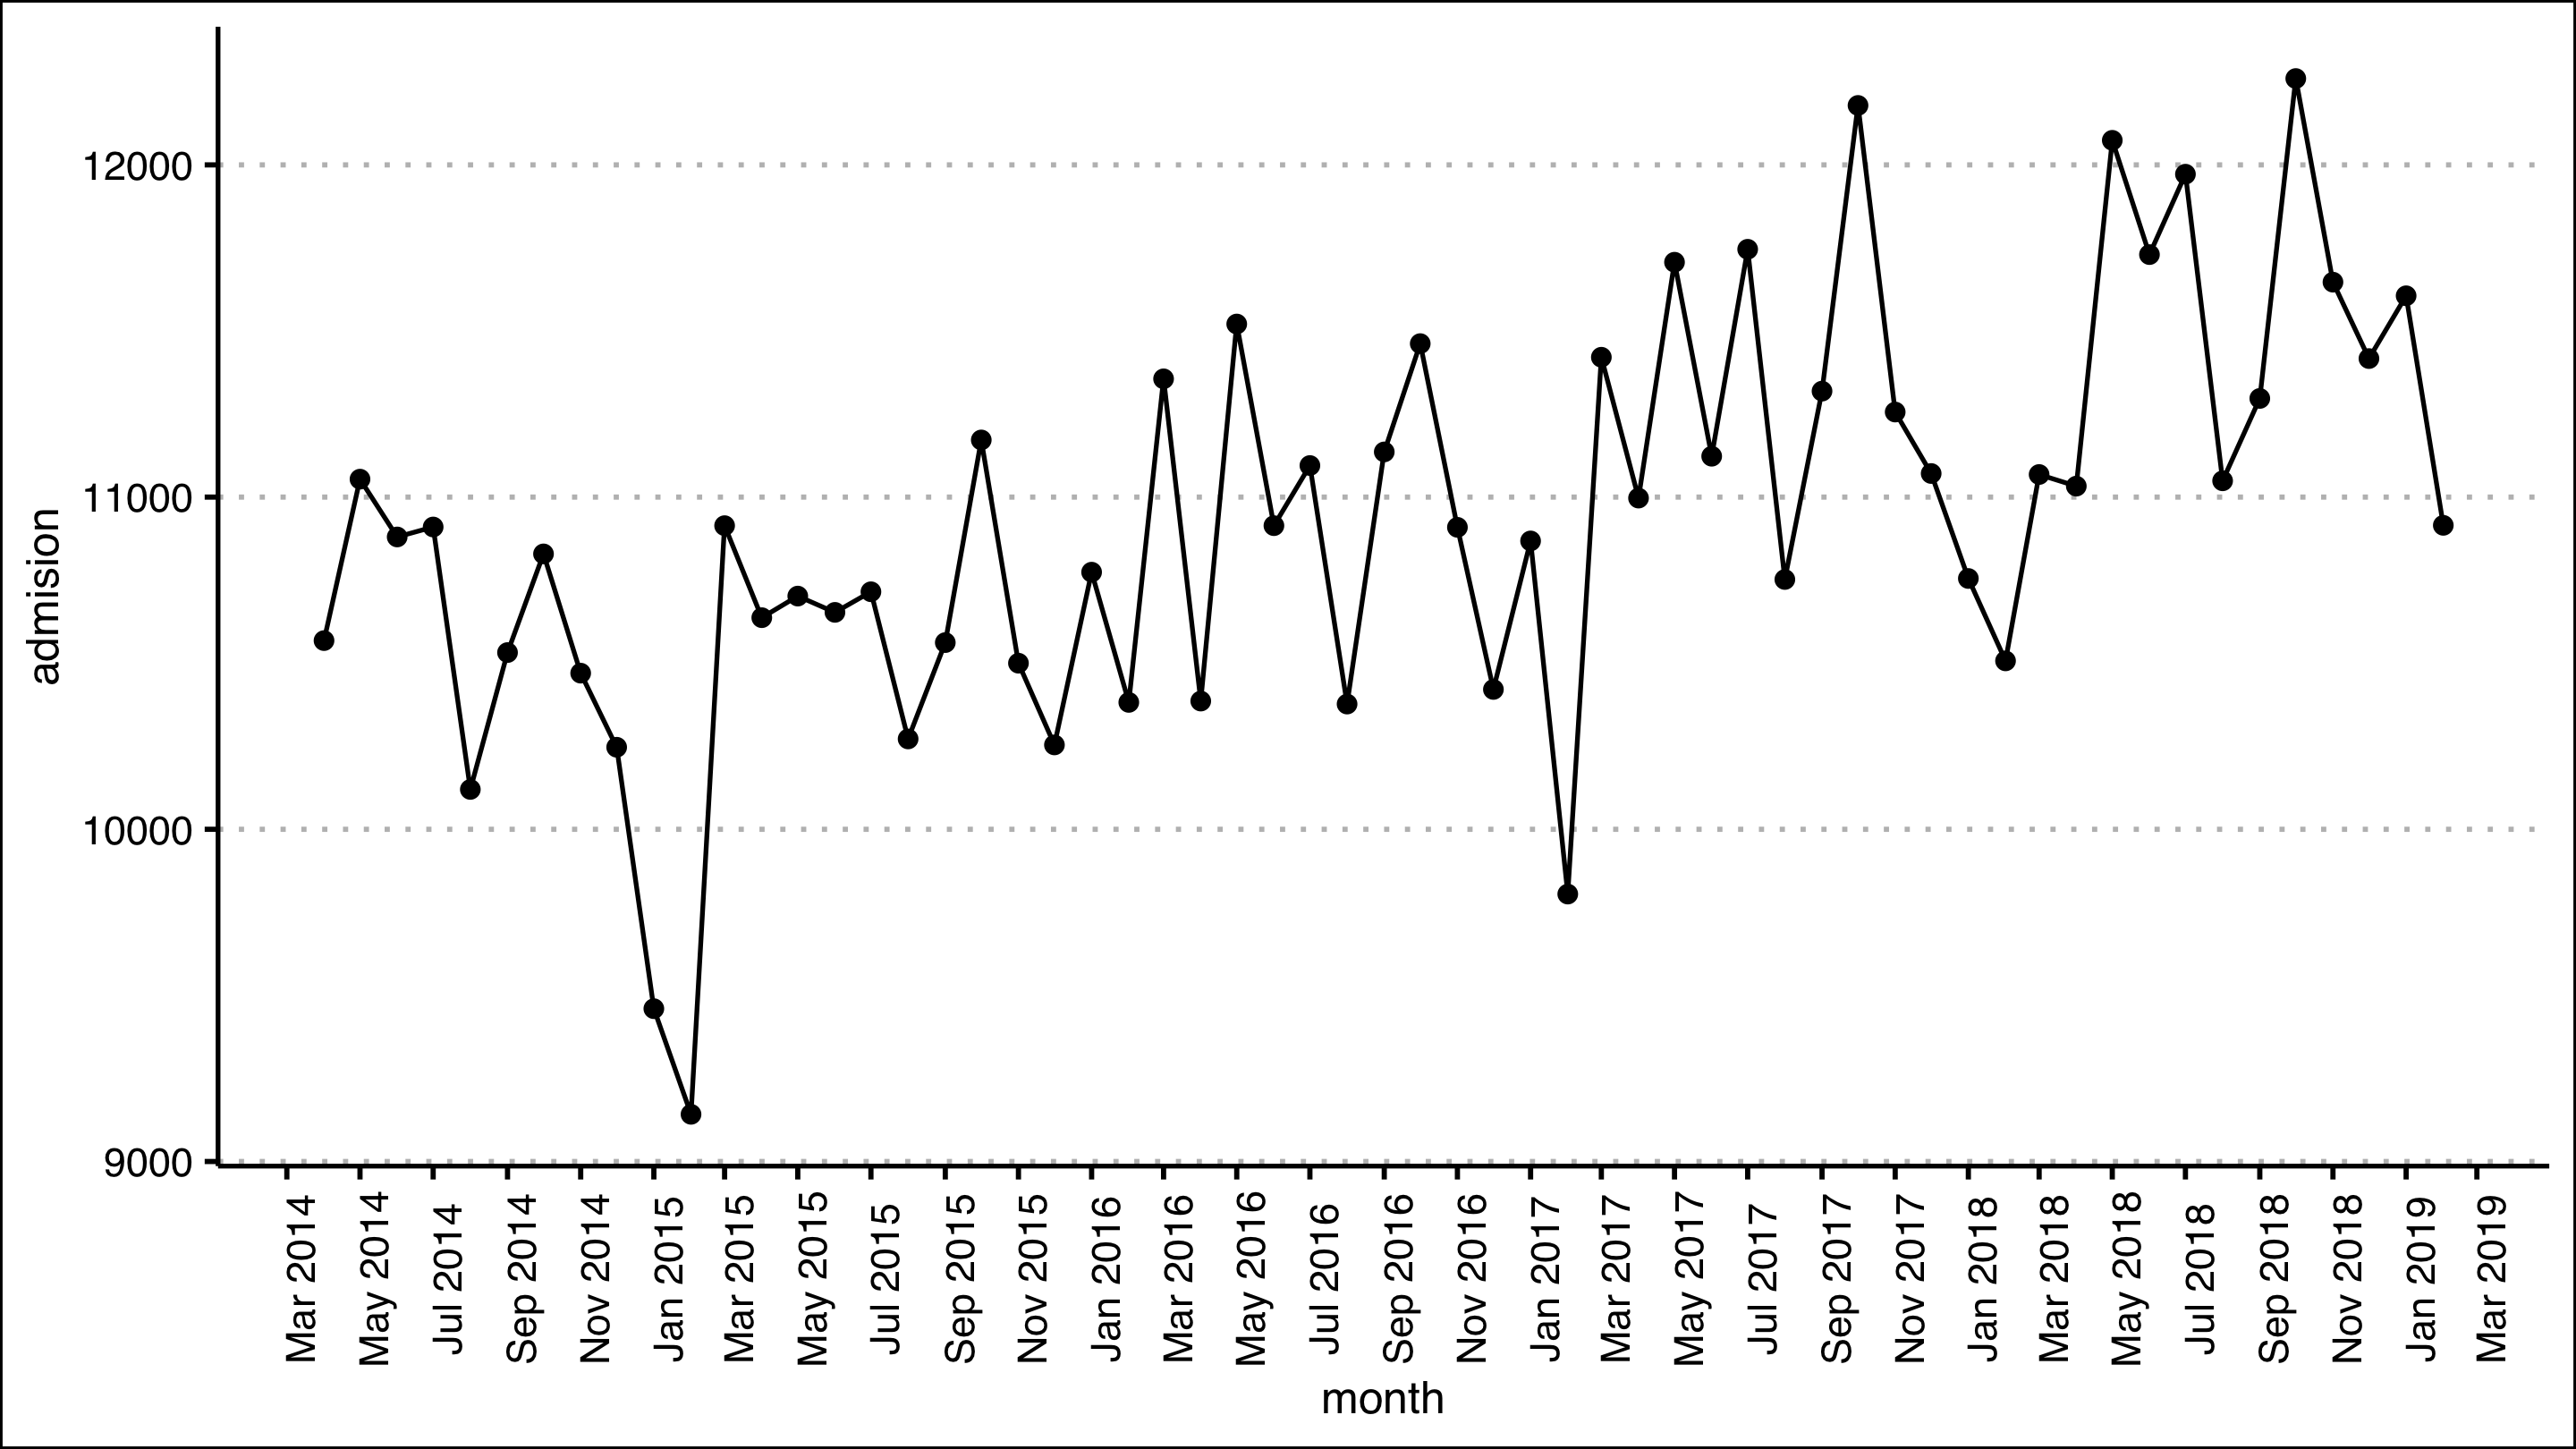 12000
11000
10000
9000
admision
Mar 2014
May 2014
Jul 2014
Sep 2014
Nov 2014
Jan 2015
Mar 2015
May 2015
Jul 2015
Sep 2015
Nov 2015
Jan 2016
Mar 2016
May 2016
Jul 2016
Sep 2016
Nov 2016
Jan 2017
Mar 2017
May 2017
Jul 2017
Sep 2017
Nov 2017
Jan 2018
Mar 2018
May 2018
Jul 2018
Sep 2018
Nov 2018
Jan 2019
Mar 2019
month